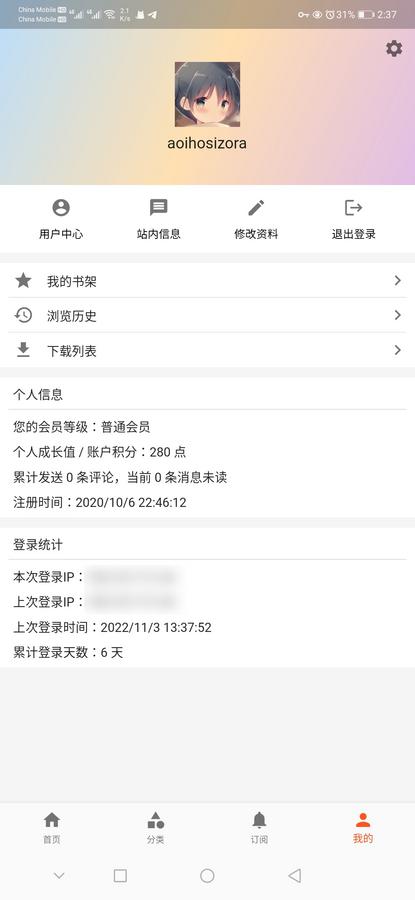 China Mobile HD 4G 4G 2.1 31% 2:37
China Mobile HD K/s
aoihosizora
用户中心 站内信息 修改资料 退出登录
我的书架
浏览历史
下载列表
个人信息
您的会员等级：普通会员
个人成长值 / 账户积分：280 点
累计发送 0 条评论，当前 0 条消息未读
注册时间：2020/10/6 22:46:12
登录统计
本次登录IP：
上次登录IP：
上次登录时间：2022/11/3 13:37:52
累计登录天数：6 天
首页 分类 订阅 我的